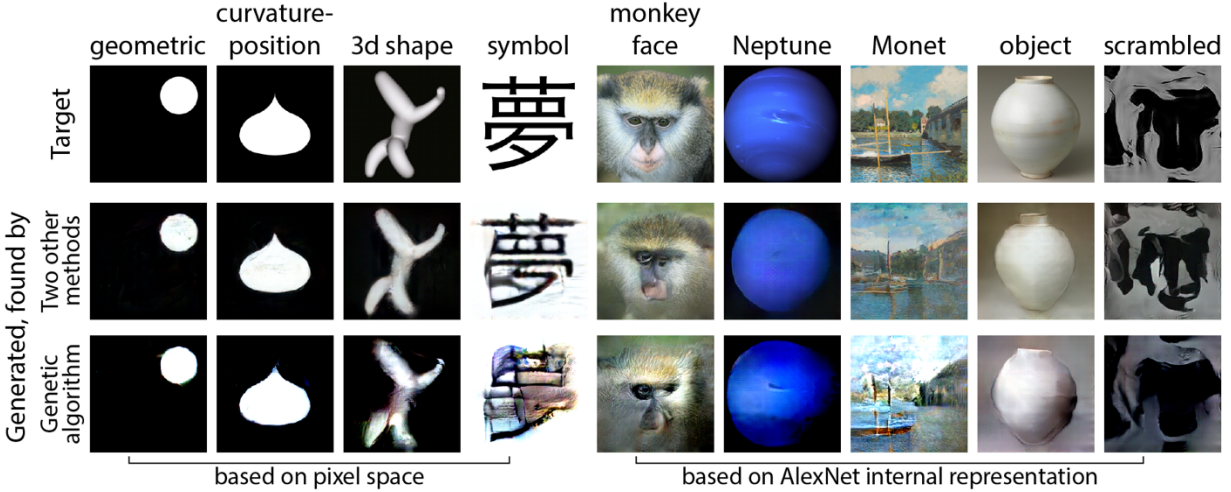 curvature-
monkey
geometric position 3d shape symbol face Neptune Monet object scrambled
Target
夢
Generated, found by
Two other
methods
夢
Genetic
algorithm
based on pixel space
based on AlexNet internal representation